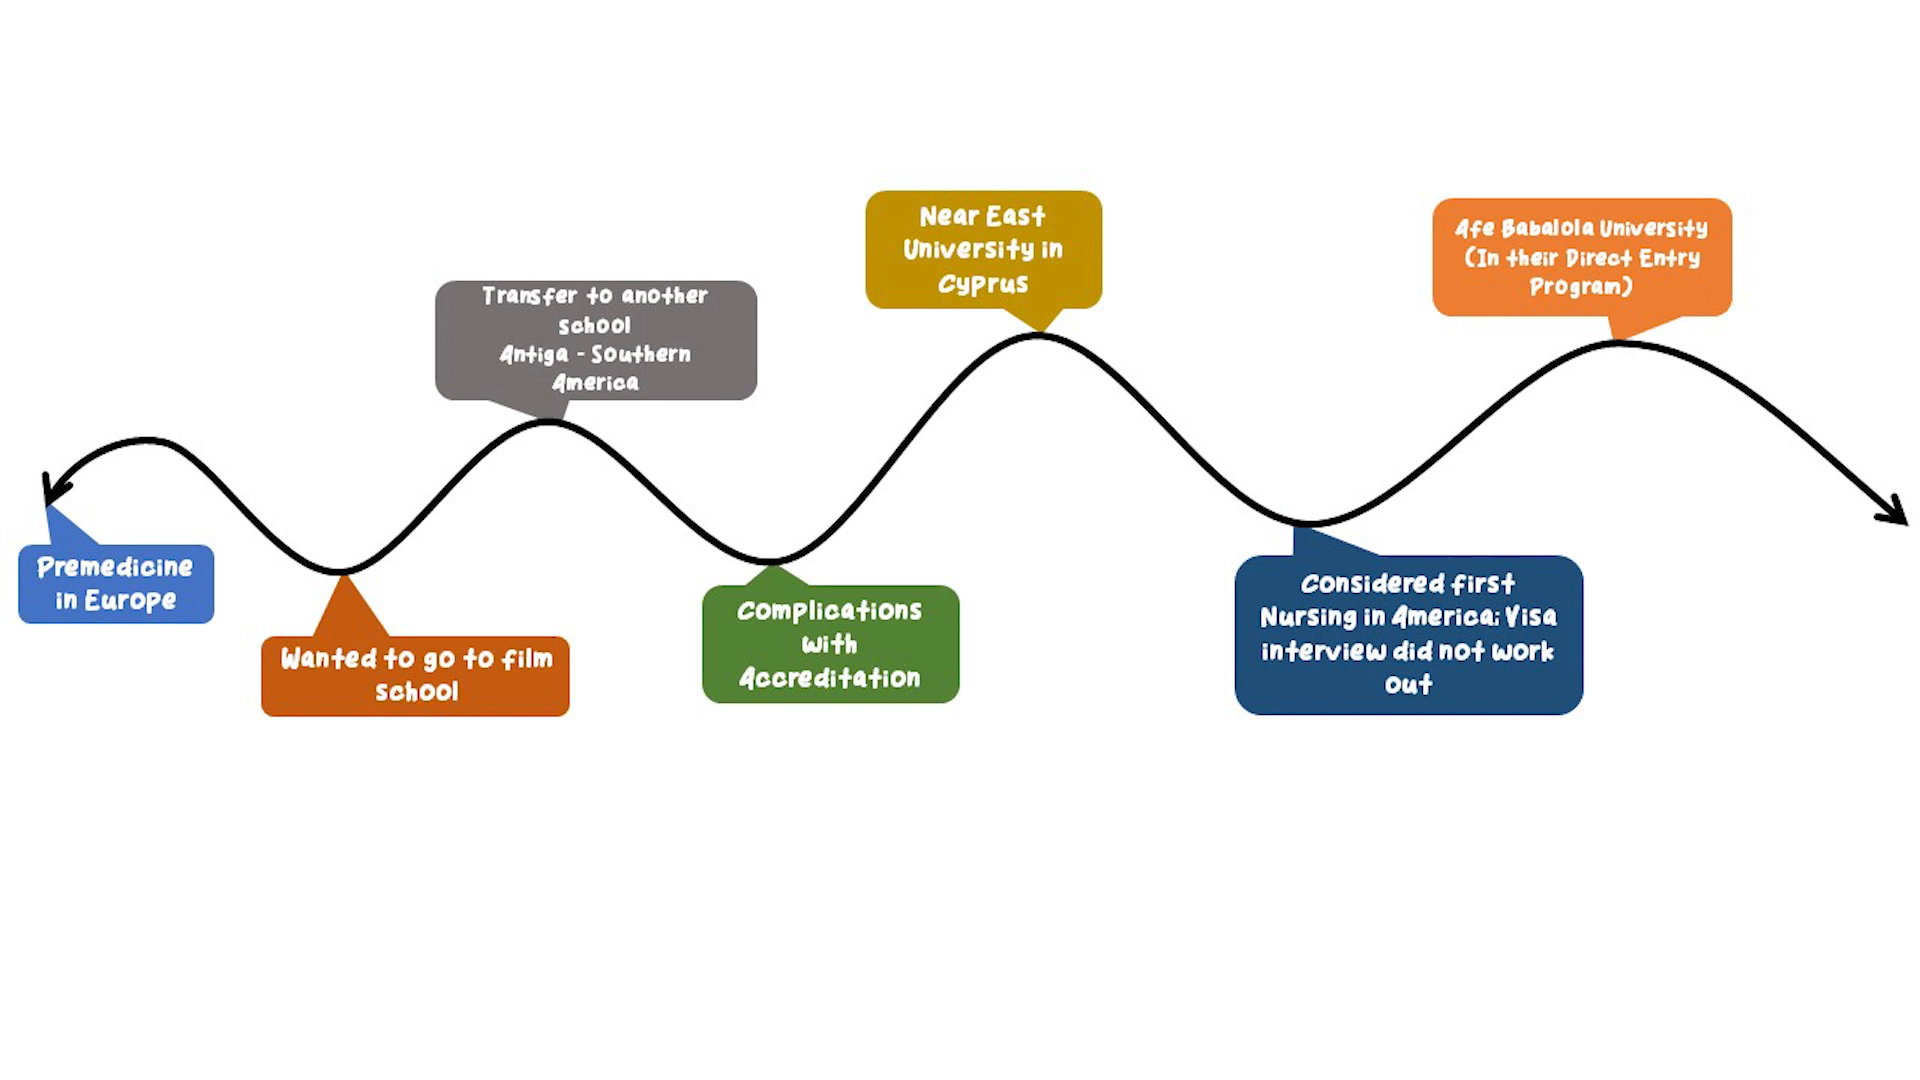 Premedicine
in Europe
Wanted to go to film
school
Transfer to another
school
Antiga - Southern
America
Complications
with
Accreditation
Near East
University in
Cyprus
Considered first
Nursing in America; Visa
interview did not work
out
Afe Babalola University
(In their Direct Entry
Program)